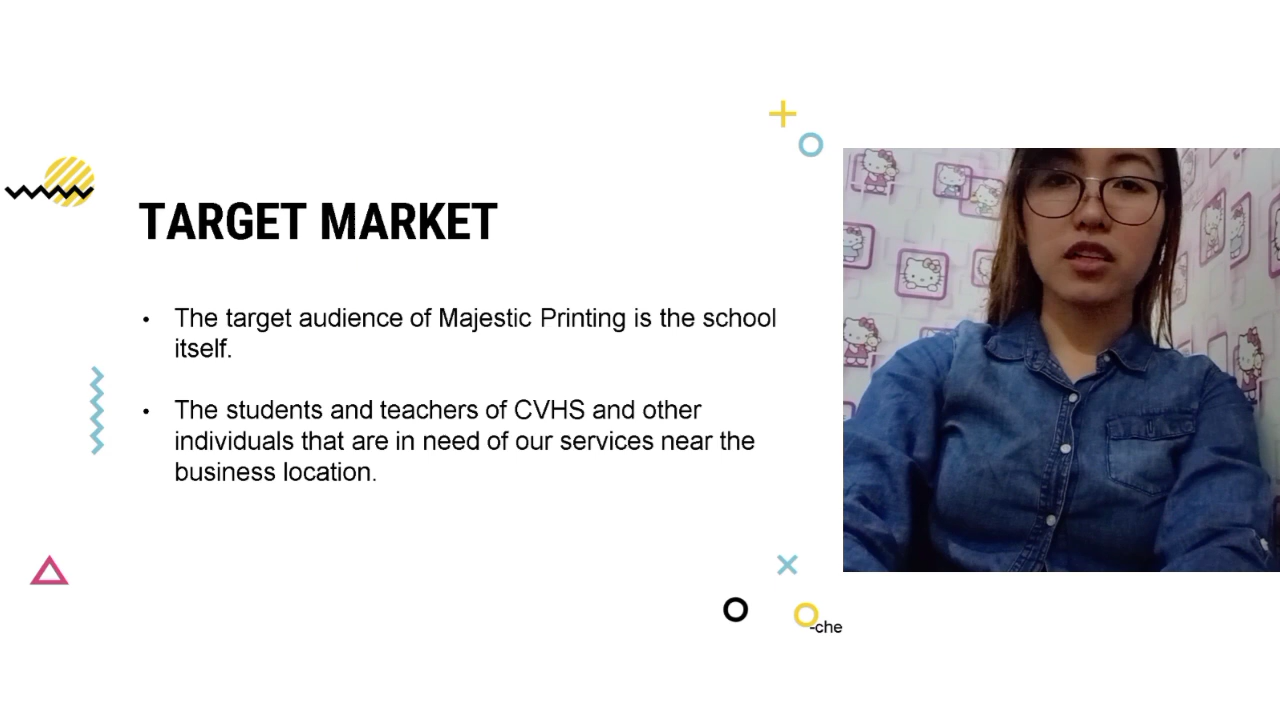 TARGET MARKET
• The target audience of Majestic Printing is the school
itself.
• The students and teachers of CVHS and other
individuals that are in need of our services near the
business location.
-che